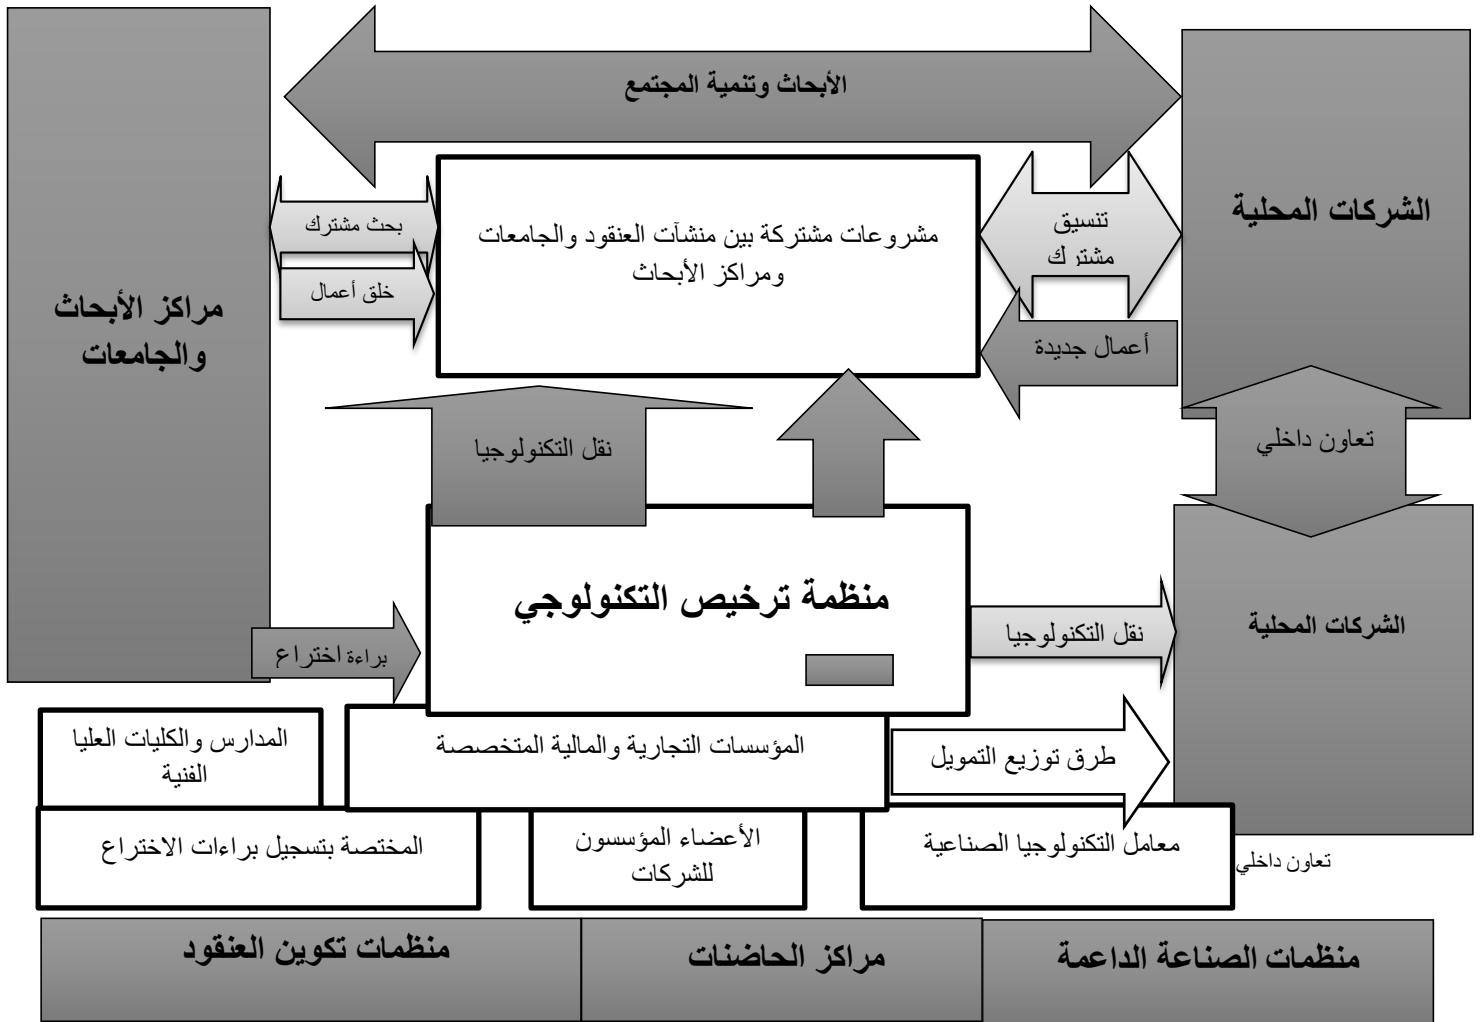 الأبحاث وتنمية المجتمع
الشركات المحلية
تنسيق
مشترك
مشروعات مشتركة بين منشآت العنقود والجامعات
ومراكز الأبحاث
بحث مشترك
خلق أعمال
مراكز الأبحاث
والجامعات
أعمال جديدة
تعاون داخلي
نقل التكنولوجيا
منظمة ترخيص التكنولوجي
الشركات المحلية
نقل التكنولوجيا
براءة اختراع
طرق توزيع التمويل
المؤسسات التجارية والمالية المتخصصة
المدارس والكليات العليا
الفنية
تعاون داخلي
معامل التكنولوجيا الصناعية
الأعضاء المؤسسون
للشركات
المختصة بتسجيل براءات الاختراع
منظمات الصناعة الداعمة
مراكز الحاضنات
منظمات تكوين العنقود